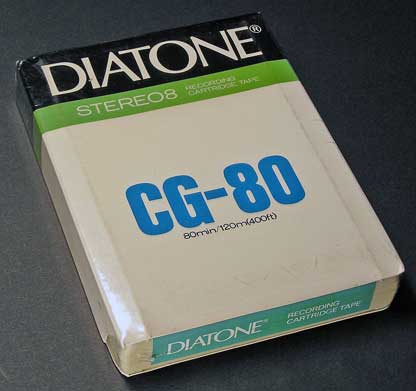 DIATONE®
STEREO8 RECORDING
CARTRIDGE TAPE
CG-80
80min/120m(400ft)
DIATONE® RECORDING
CARTRIDGE TAPE